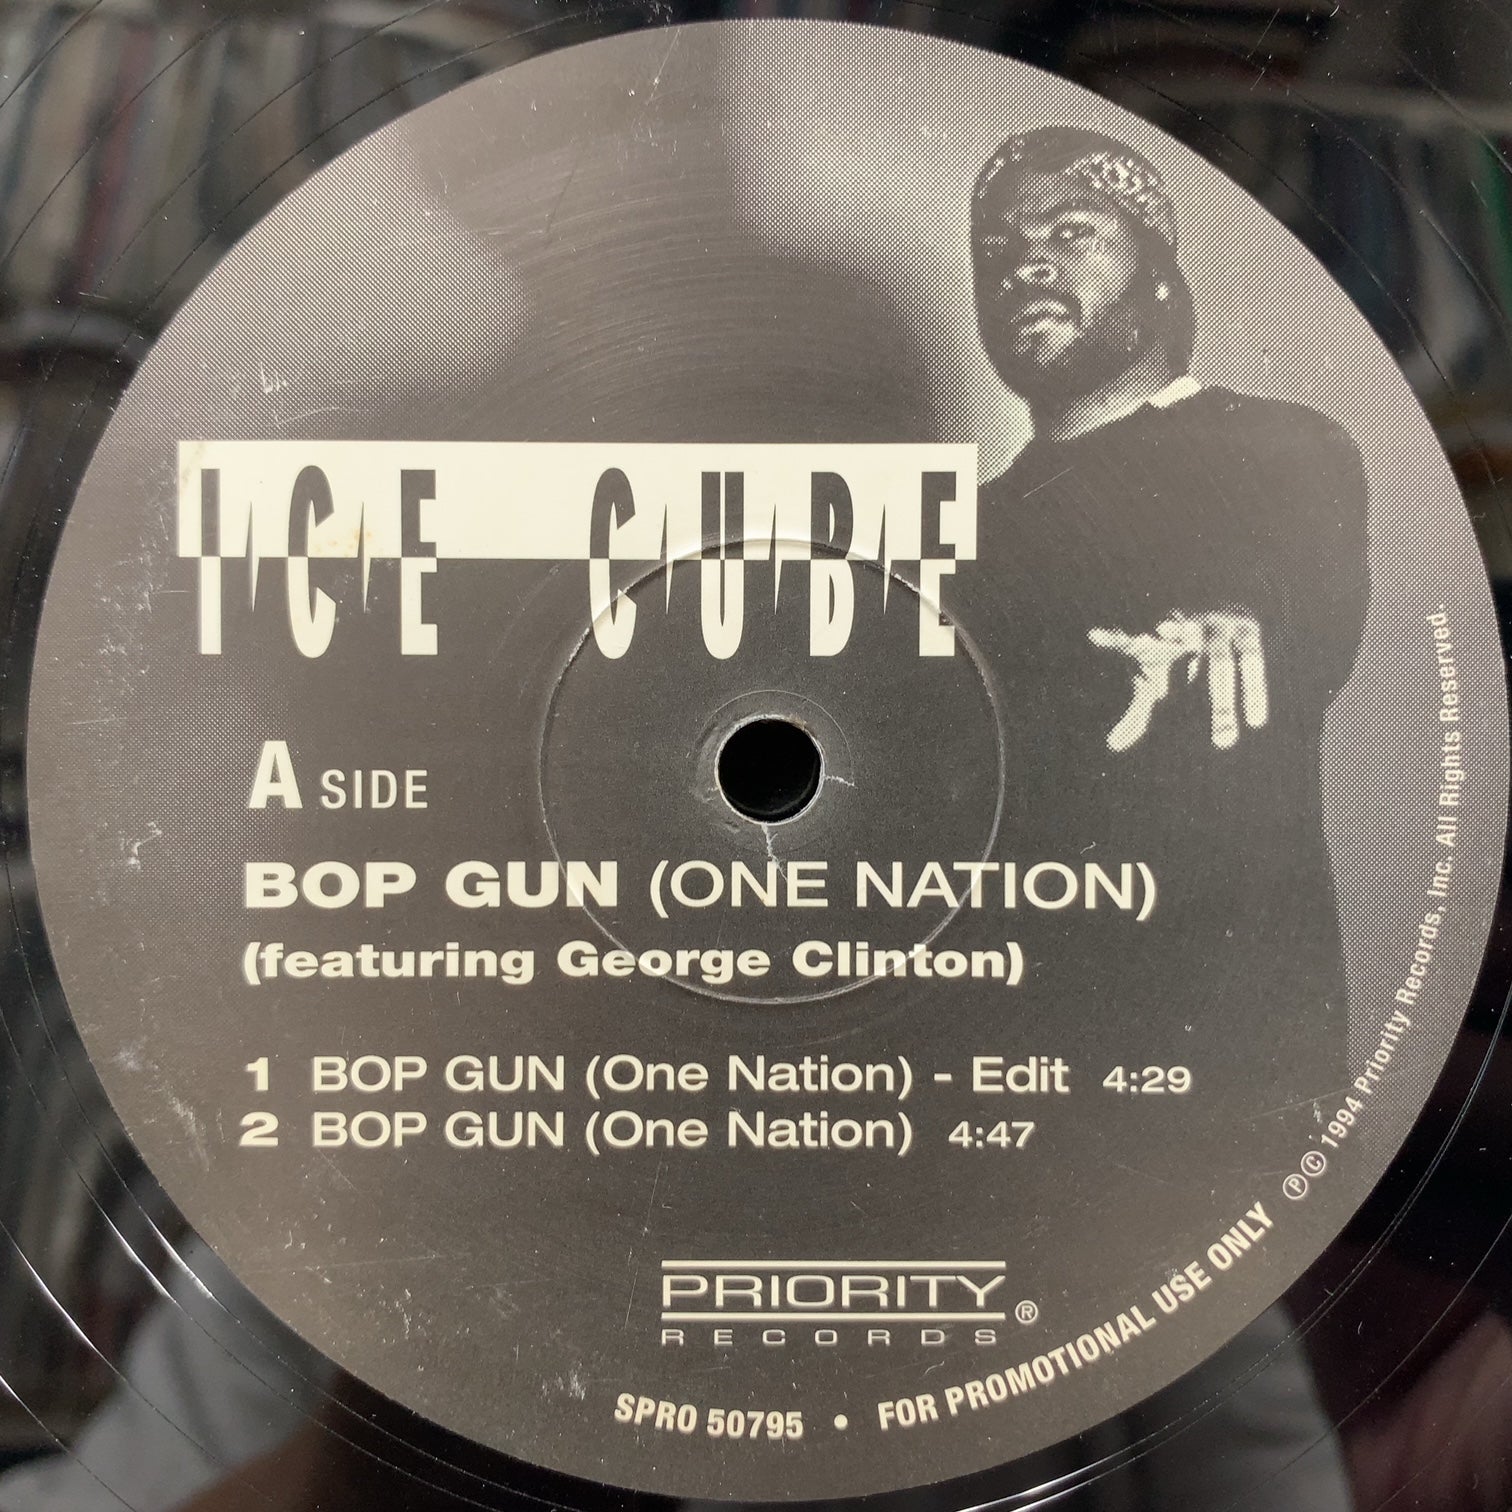 ICE CUBE
A SIDE
BOP GUN (ONE NATION)
(featuring George Clinton)
1 BOP GUN (One Nation) - Edit 4:29
2 BOP GUN (One Nation) 4:47
PRIORITY
RECORDS ®
SPRO 50795 • FOR PROMOTIONAL USE ONLY ℗© 1994 Priority Records, Inc. All Rights Reserved